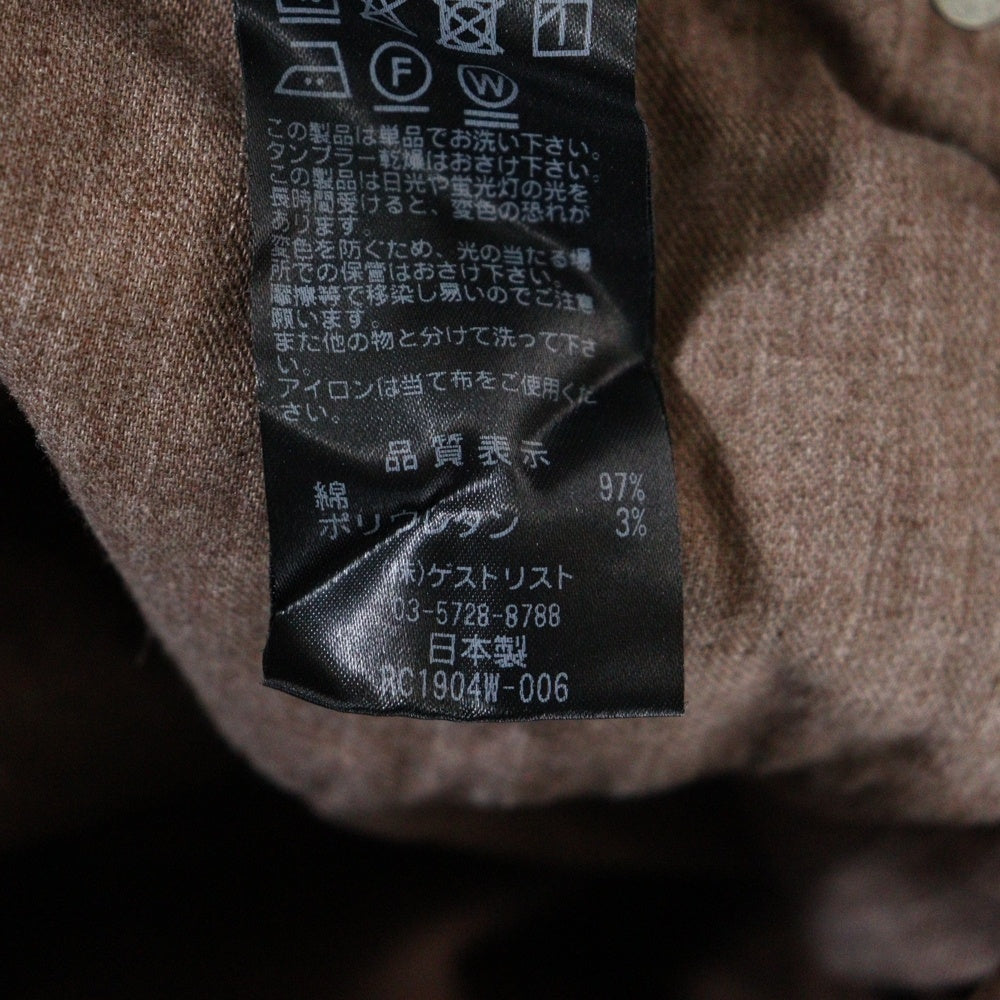 F W
この製品は単品でお洗い下さい。
タンブラー乾燥はおさけ下さい。
この製品は日光や蛍光灯の光を
長時間受けると、変色の恐れが
あります。
変色を防ぐため、光の当たる場
所での保管はおさけ下さい。
摩擦等で移染し易いのでご注意
願います。
また他の物と分けて洗って下さ
い。
アイロンは当て布をご使用くだ
さい。
品質表示
綿 97%
ポリウレタン 3%
(株)ゲストリスト
03-5728-8788
日本製
RC1904W-006